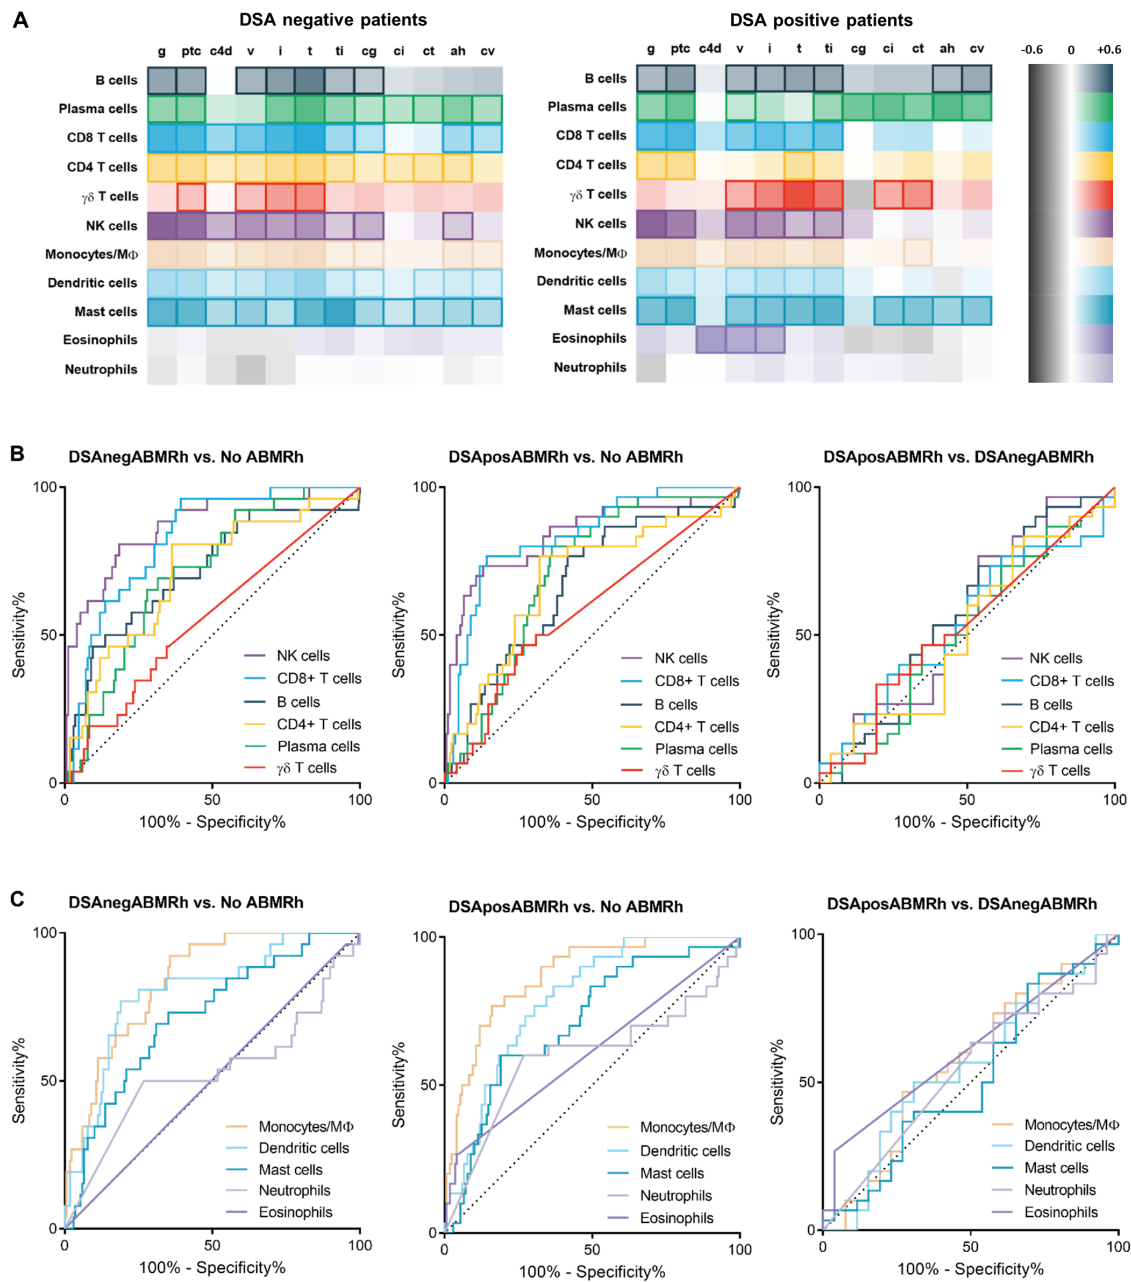 A
DSA negative patients
DSA positive patients
g ptc c4d v i t ti cg ci ct ah cv
g ptc c4d v i t ti cg ci ct ah cv
-0.6 0 +0.6
B cells
Plasma cells
CD8 T cells
CD4 T cells
γδ T cells
NK cells
Monocytes/MΦ
Dendritic cells
Mast cells
Eosinophils
Neutrophils
B cells
Plasma cells
CD8 T cells
CD4 T cells
γδ T cells
NK cells
Monocytes/MΦ
Dendritic cells
Mast cells
Eosinophils
Neutrophils
B
DSAnegABMRh vs. No ABMRh
100
50
0
Sensitivity%
NK cells
CD8+ T cells
B cells
CD4+ T cells
Plasma cells
γδ T cells
0 50 100
100% - Specificity%
DSAposABMRh vs. No ABMRh
100
50
0
Sensitivity%
NK cells
CD8+ T cells
B cells
CD4+ T cells
Plasma cells
γδ T cells
0 50 100
100% - Specificity%
DSAposABMRh vs. DSAnegABMRh
100
50
0
Sensitivity%
NK cells
CD8+ T cells
B cells
CD4+ T cells
Plasma cells
γδ T cells
0 50 100
100% - Specificity%
C
DSAnegABMRh vs. No ABMRh
100
50
0
Sensitivity%
Monocytes/MΦ
Dendritic cells
Mast cells
Neutrophils
Eosinophils
0 50 100
100% - Specificity%
DSAposABMRh vs. No ABMRh
100
50
0
Sensitivity%
Monocytes/MΦ
Dendritic cells
Mast cells
Neutrophils
Eosinophils
0 50 100
100% - Specificity%
DSAposABMRh vs. DSAnegABMRh
100
50
0
Sensitivity%
Monocytes/MΦ
Dendritic cells
Mast cells
Neutrophils
Eosinophils
0 50 100
100% - Specificity%